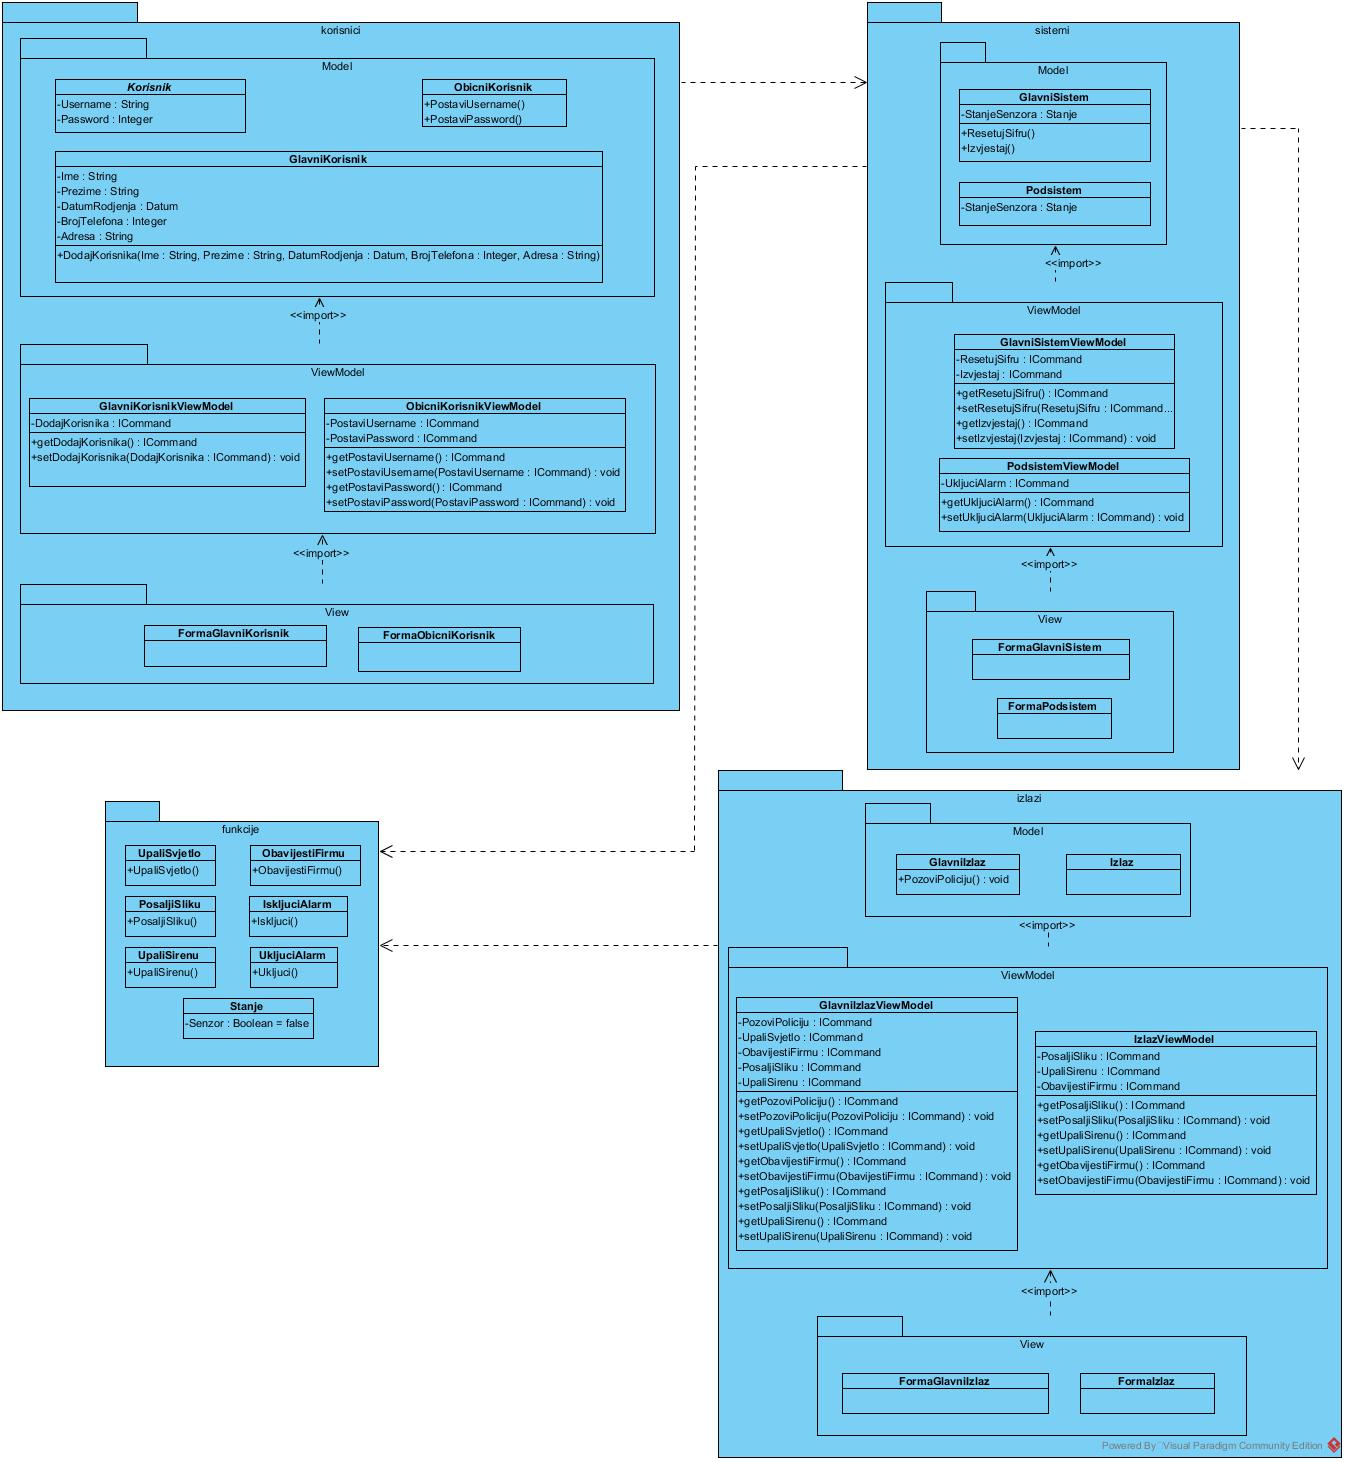 korisnici
Model
Korisnik
-Username : String
-Password : Integer
ObicniKorisnik
+PostaviUsername()
+PostaviPassword()
GlavniKorisnik
-Ime : String
-Prezime : String
-DatumRodjenja : Datum
-BrojTelefona : Integer
-Adresa : String
+DodajKorisnika(Ime : String, Prezime : String, DatumRodjenja : Datum, BrojTelefona : Integer, Adresa : String)
<<import>>
ViewModel
GlavniKorisnikViewModel
-DodajKorisnika : ICommand
+getDodajKorisnika() : ICommand
+setDodajKorisnika(DodajKorisnika : ICommand) : void
ObicniKorisnikViewModel
-PostaviUsername : ICommand
-PostaviPassword : ICommand
+getPostaviUsername() : ICommand
+setPostaviUsername(PostaviUsername : ICommand) : void
+getPostaviPassword() : ICommand
+setPostaviPassword(PostaviPassword : ICommand) : void
<<import>>
View
FormaGlavniKorisnik
FormaObicniKorisnik
sistemi
Model
GlavniSistem
-StanjeSenzora : Stanje
+ResetujSifru()
+Izvjestaj()
Podsistem
-StanjeSenzora : Stanje
<<import>>
ViewModel
GlavniSistemViewModel
-ResetujSifru : ICommand
-Izvjestaj : ICommand
+getResetujSifru() : ICommand
+setResetujSifru(ResetujSifru : ICommand...
+getIzvjestaj() : ICommand
+setIzvjestaj(Izvjestaj : ICommand) : void
PodsistemViewModel
-UkljuciAlarm : ICommand
+getUkljuciAlarm() : ICommand
+setUkljuciAlarm(UkljuciAlarm : ICommand) : void
<<import>>
View
FormaGlavniSistem
FormaPodsistem
funkcije
UpaliSvjetlo
+UpaliSvjetlo()
ObavijestiFirmu
+ObavijestiFirmu()
PosaljiSliku
+PosaljiSliku()
IskljuciAlarm
+Iskljuci()
UpaliSirenu
+UpaliSirenu()
UkljuciAlarm
+Ukljuci()
Stanje
-Senzor : Boolean = false
izlazi
Model
GlavniIzlaz
+PozoviPoliciju() : void
Izlaz
<<import>>
ViewModel
GlavniIzlazViewModel
-PozoviPoliciju : ICommand
-UpaliSvjetlo : ICommand
-ObavijestiFirmu : ICommand
-PosaljiSliku : ICommand
-UpaliSirenu : ICommand
+getPozoviPoliciju() : ICommand
+setPozoviPoliciju(PozoviPoliciju : ICommand) : void
+getUpaliSvjetlo() : ICommand
+setUpaliSvjetlo(UpaliSvjetlo : ICommand) : void
+getObavijestiFirmu() : ICommand
+setObavijestiFirmu(ObavijestiFirmu : ICommand) : void
+getPosaljiSliku() : ICommand
+setPosaljiSliku(PosaljiSliku : ICommand) : void
+getUpaliSirenu() : ICommand
+setUpaliSirenu(UpaliSirenu : ICommand) : void
IzlazViewModel
-PosaljiSliku : ICommand
-UpaliSirenu : ICommand
-ObavijestiFirmu : ICommand
+getPosaljiSliku() : ICommand
+setPosaljiSliku(PosaljiSliku : ICommand) : void
+getUpaliSirenu() : ICommand
+setUpaliSirenu(UpaliSirenu : ICommand) : void
+getObavijestiFirmu() : ICommand
+setObavijestiFirmu(ObavijestiFirmu : ICommand) : void
<<import>>
View
FormaGlavniIzlaz
FormaIzlaz
Powered By Visual Paradigm Community Edition